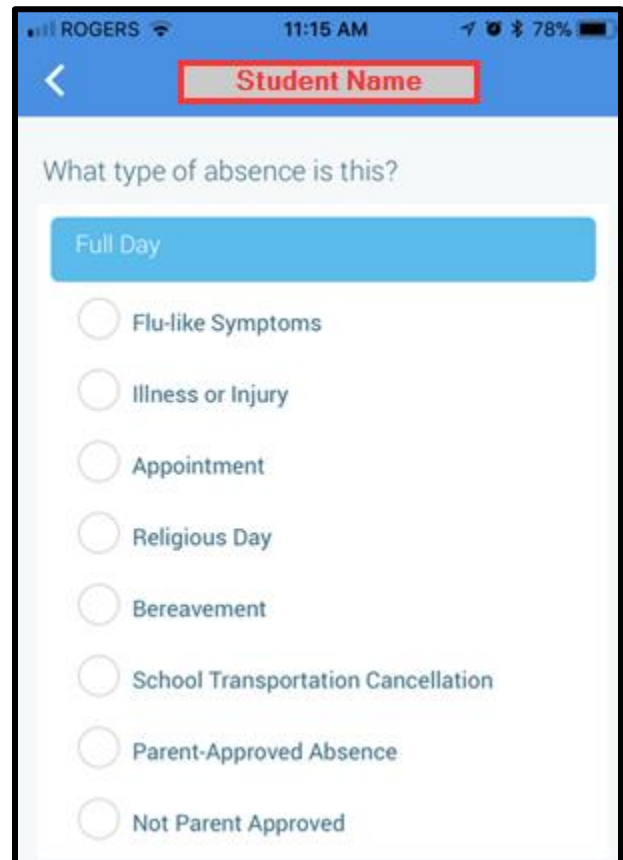 ROGERS 11:15 AM 78%
Student Name
What type of absence is this?
Full Day
Flu-like Symptoms
Illness or Injury
Appointment
Religious Day
Bereavement
School Transportation Cancellation
Parent-Approved Absence
Not Parent Approved